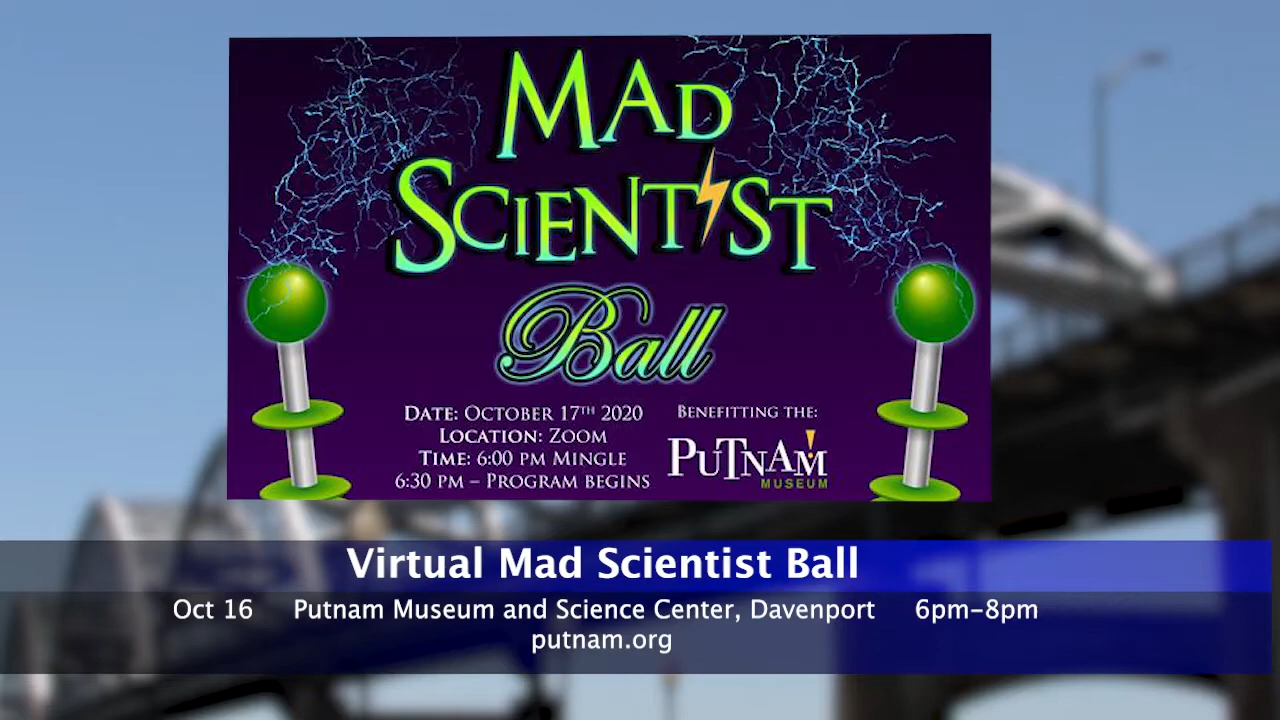 MAD
SCIENTIST
Ball
DATE: OCTOBER 17TH 2020
LOCATION: ZOOM
TIME: 6:00 PM MINGLE
6:30 PM – PROGRAM BEGINS
BENEFITTING THE:
PUTNAM
MUSEUM
Virtual Mad Scientist Ball
Oct 16 Putnam Museum and Science Center, Davenport 6pm-8pm
putnam.org